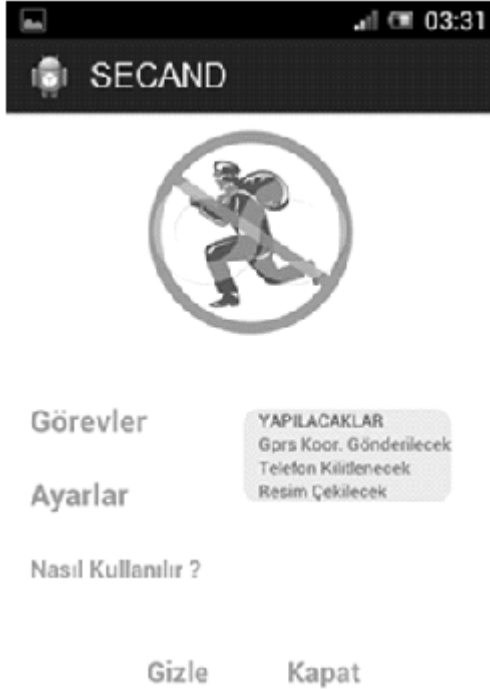 03:31
SECAND
Görevler
YAPILACAKLAR
Gprs Koor. Gönderilecek
Telefon Kilitlenecek
Resim Çekilecek
Ayarlar
Nasıl Kullanılır ?
Gizle Kapat